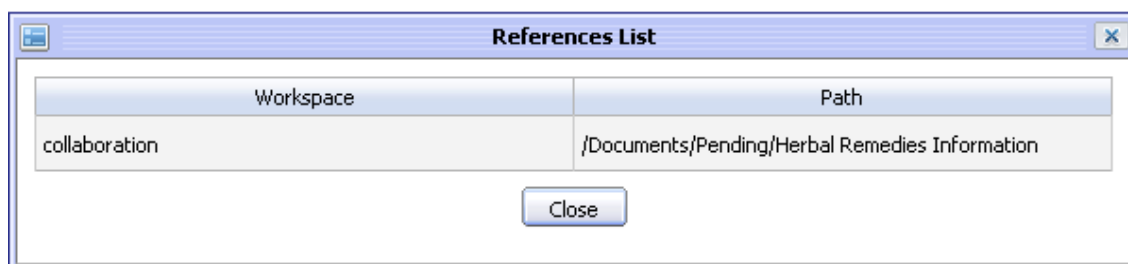 References List
Workspace Path
collaboration /Documents/Pending/Herbal Remedies Information
Close